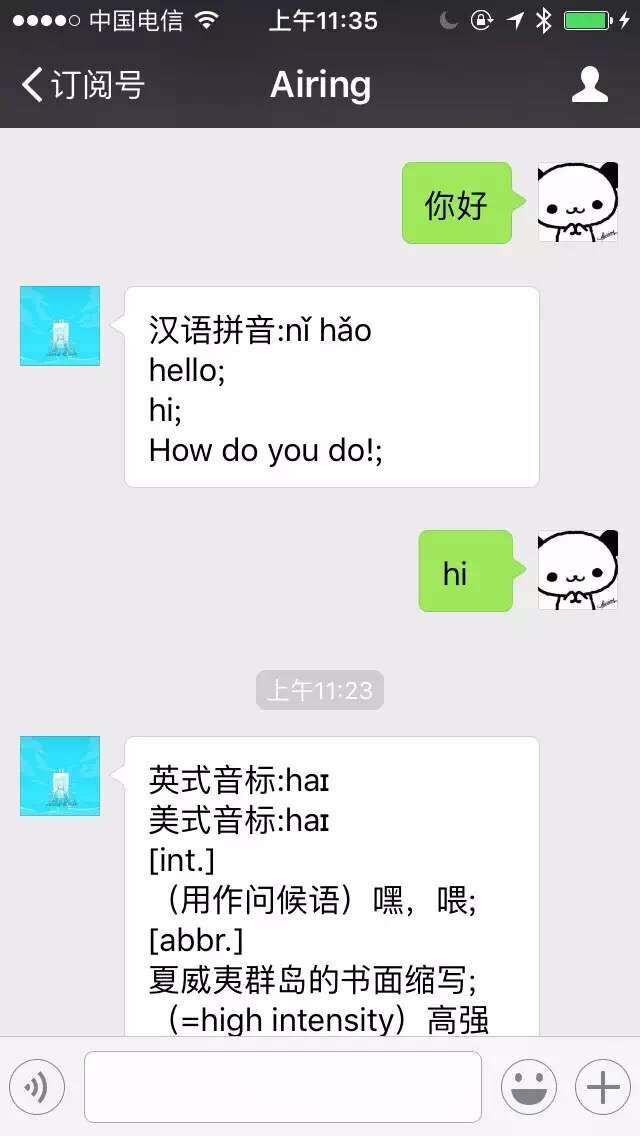 中国电信 上午11:35
订阅号 Airing
你好
汉语拼音:nǐ hǎo
hello;
hi;
How do you do!;
hi
上午11:23
英式音标:haɪ
美式音标:haɪ
[int.]
（用作问候语）嘿，喂;
[abbr.]
夏威夷群岛的书面缩写;
（=high intensity）高强